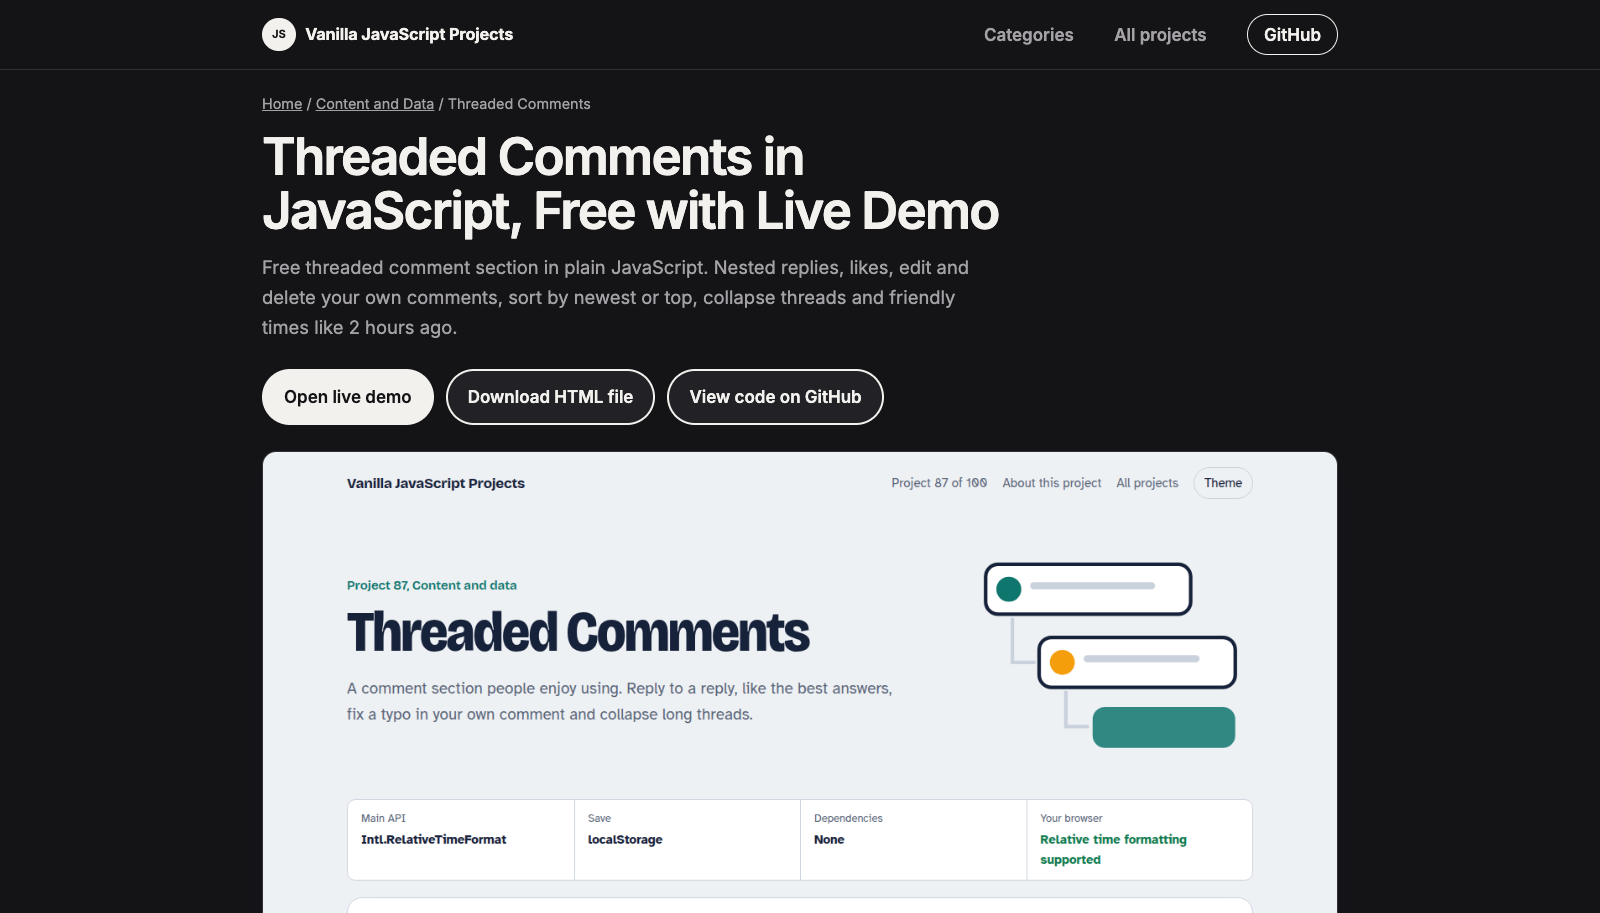 JS Vanilla JavaScript Projects
Categories
All projects
GitHub
Home / Content and Data / Threaded Comments
Threaded Comments in
JavaScript, Free with Live Demo
Free threaded comment section in plain JavaScript. Nested replies, likes, edit and
delete your own comments, sort by newest or top, collapse threads and friendly
times like 2 hours ago.
Open live demo
Download HTML file
View code on GitHub
Vanilla JavaScript Projects
Project 87 of 100
About this project
All projects
Theme
Project 87, Content and data
Threaded Comments
A comment section people enjoy using. Reply to a reply, like the best answers,
fix a typo in your own comment and collapse long threads.
Main API
Intl.RelativeTimeFormat
Save
localStorage
Dependencies
None
Your browser
Relative time formatting
supported